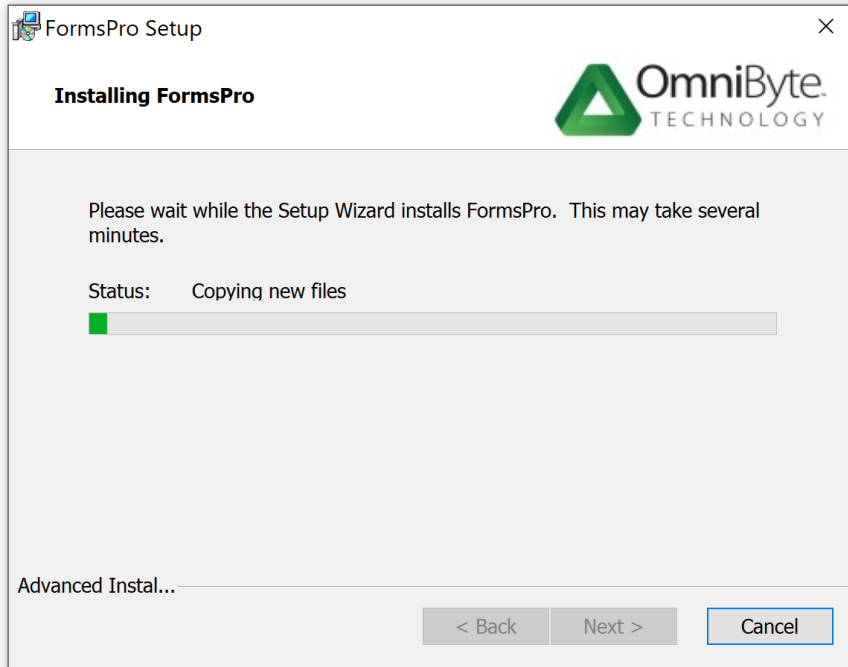 FormsPro Setup
Installing FormsPro
OmniByte™
TECHNOLOGY
Please wait while the Setup Wizard installs FormsPro.  This may take several
minutes.
Status: Copying new files
Advanced Instal...
< Back Next > Cancel